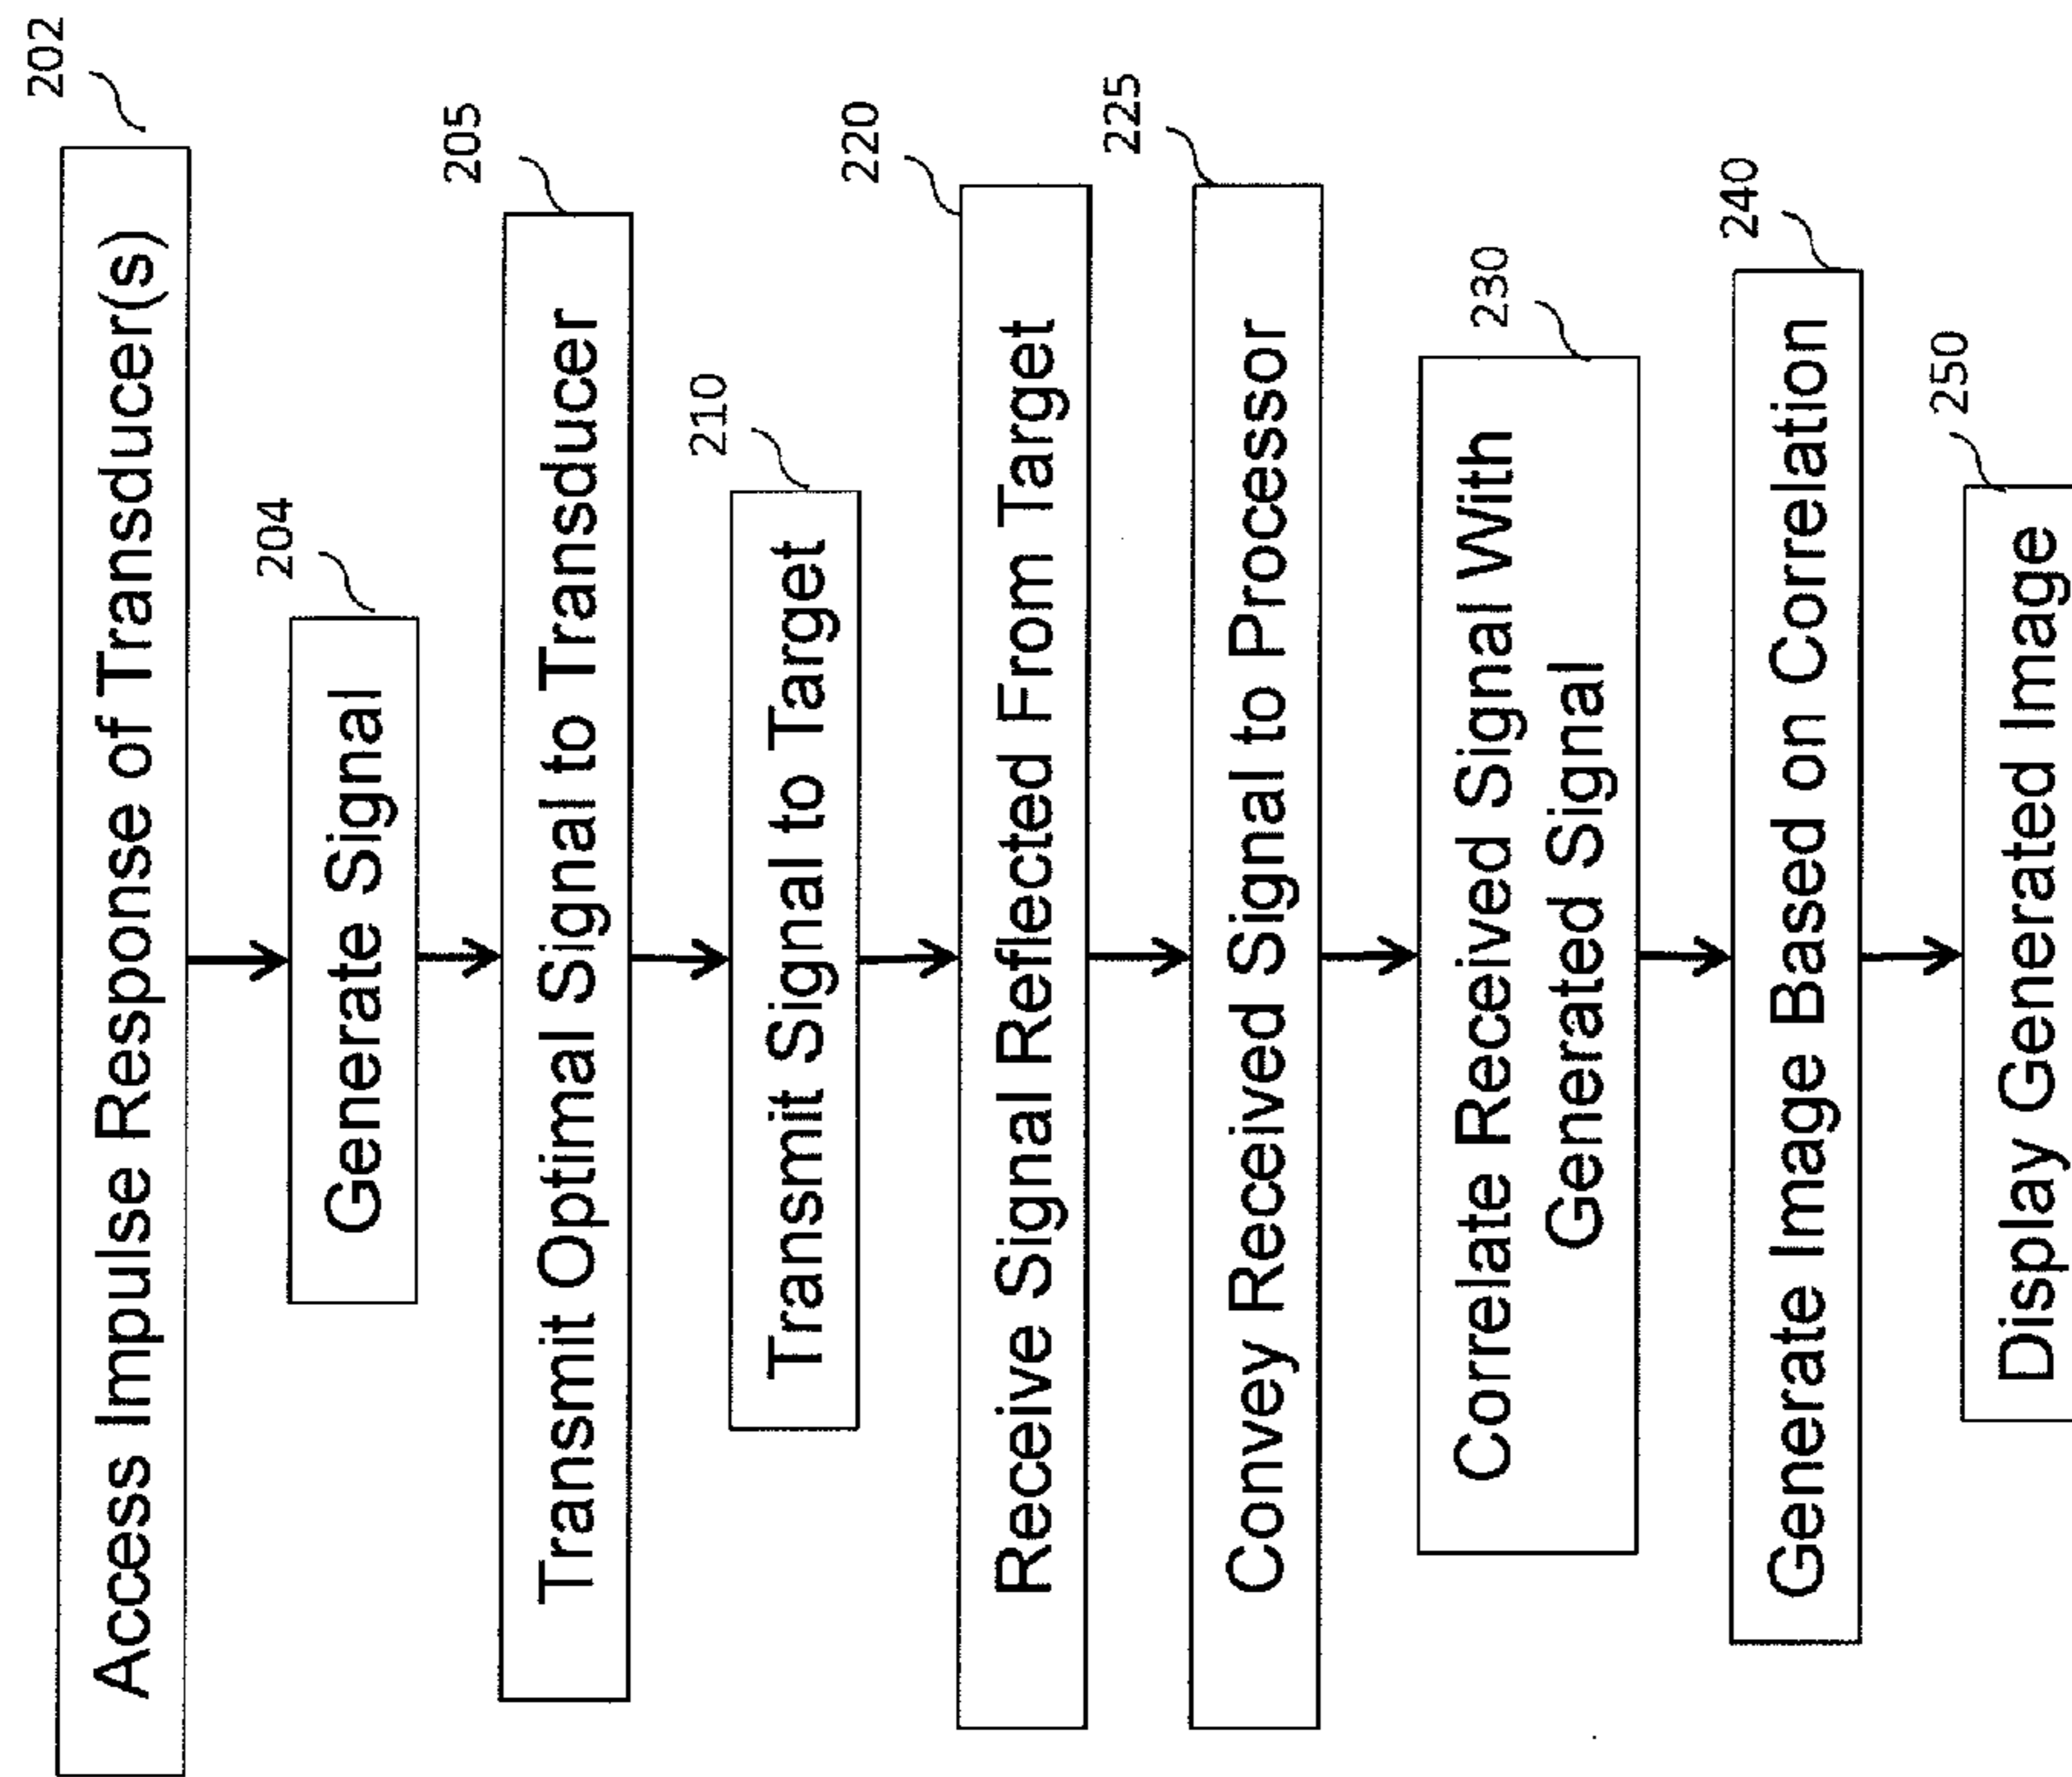 202
Access Impulse Response of Transducer(s)
204
Generate Signal
205
Transmit Optimal Signal to Transducer
210
Transmit Signal to Target
220
Receive Signal Reflected From Target
225
Convey Received Signal to Processor
230
Correlate Received Signal With
Generated Signal
240
Generate Image Based on Correlation
250
Display Generated Image